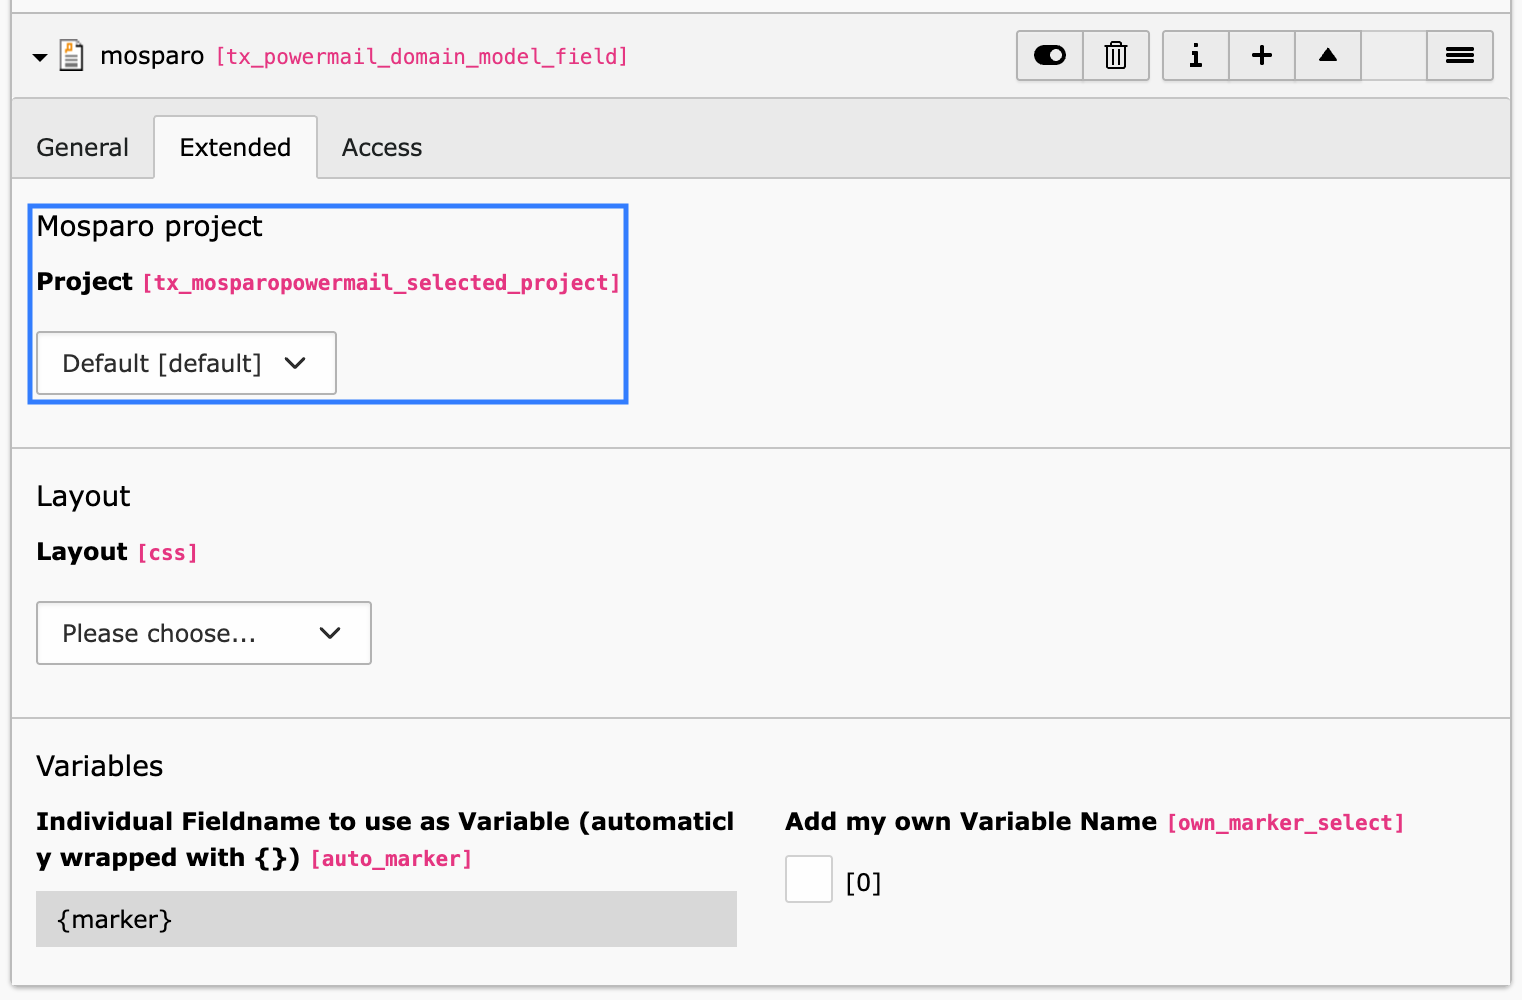 mosparo [tx_powermail_domain_model_field]
General
Extended
Access
Mosparo project
Project [tx_mosparopowermail_selected_project]
Default [default]
Layout
Layout [css]
Please choose...
Variables
Individual Fieldname to use as Variable (automaticl
y wrapped with {}) [auto_marker]
{marker}
Add my own Variable Name [own_marker_select]
[0]